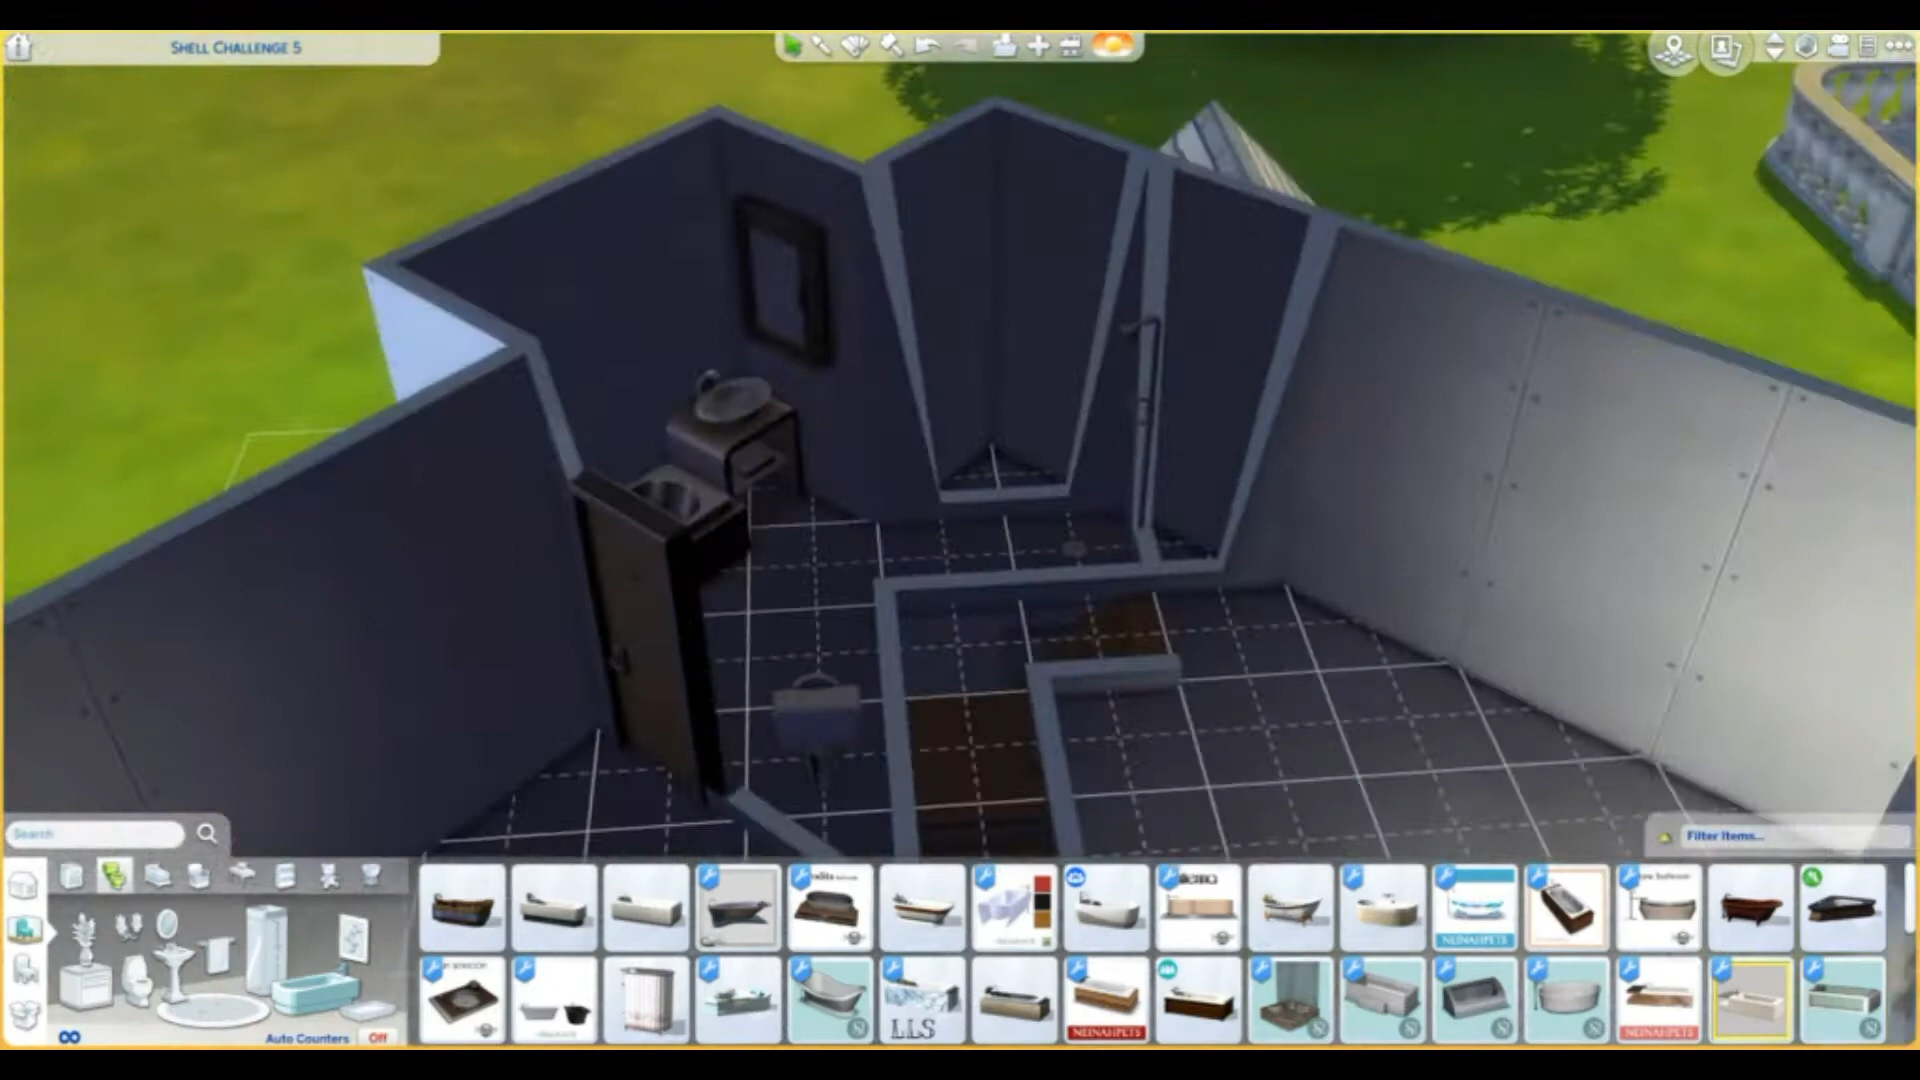 SHELL CHALLENGE 5
Search
Filter Items...
NEINAHPETS
LLS
NEINAHPETS
NEINAHPETS
Auto Counters
Off